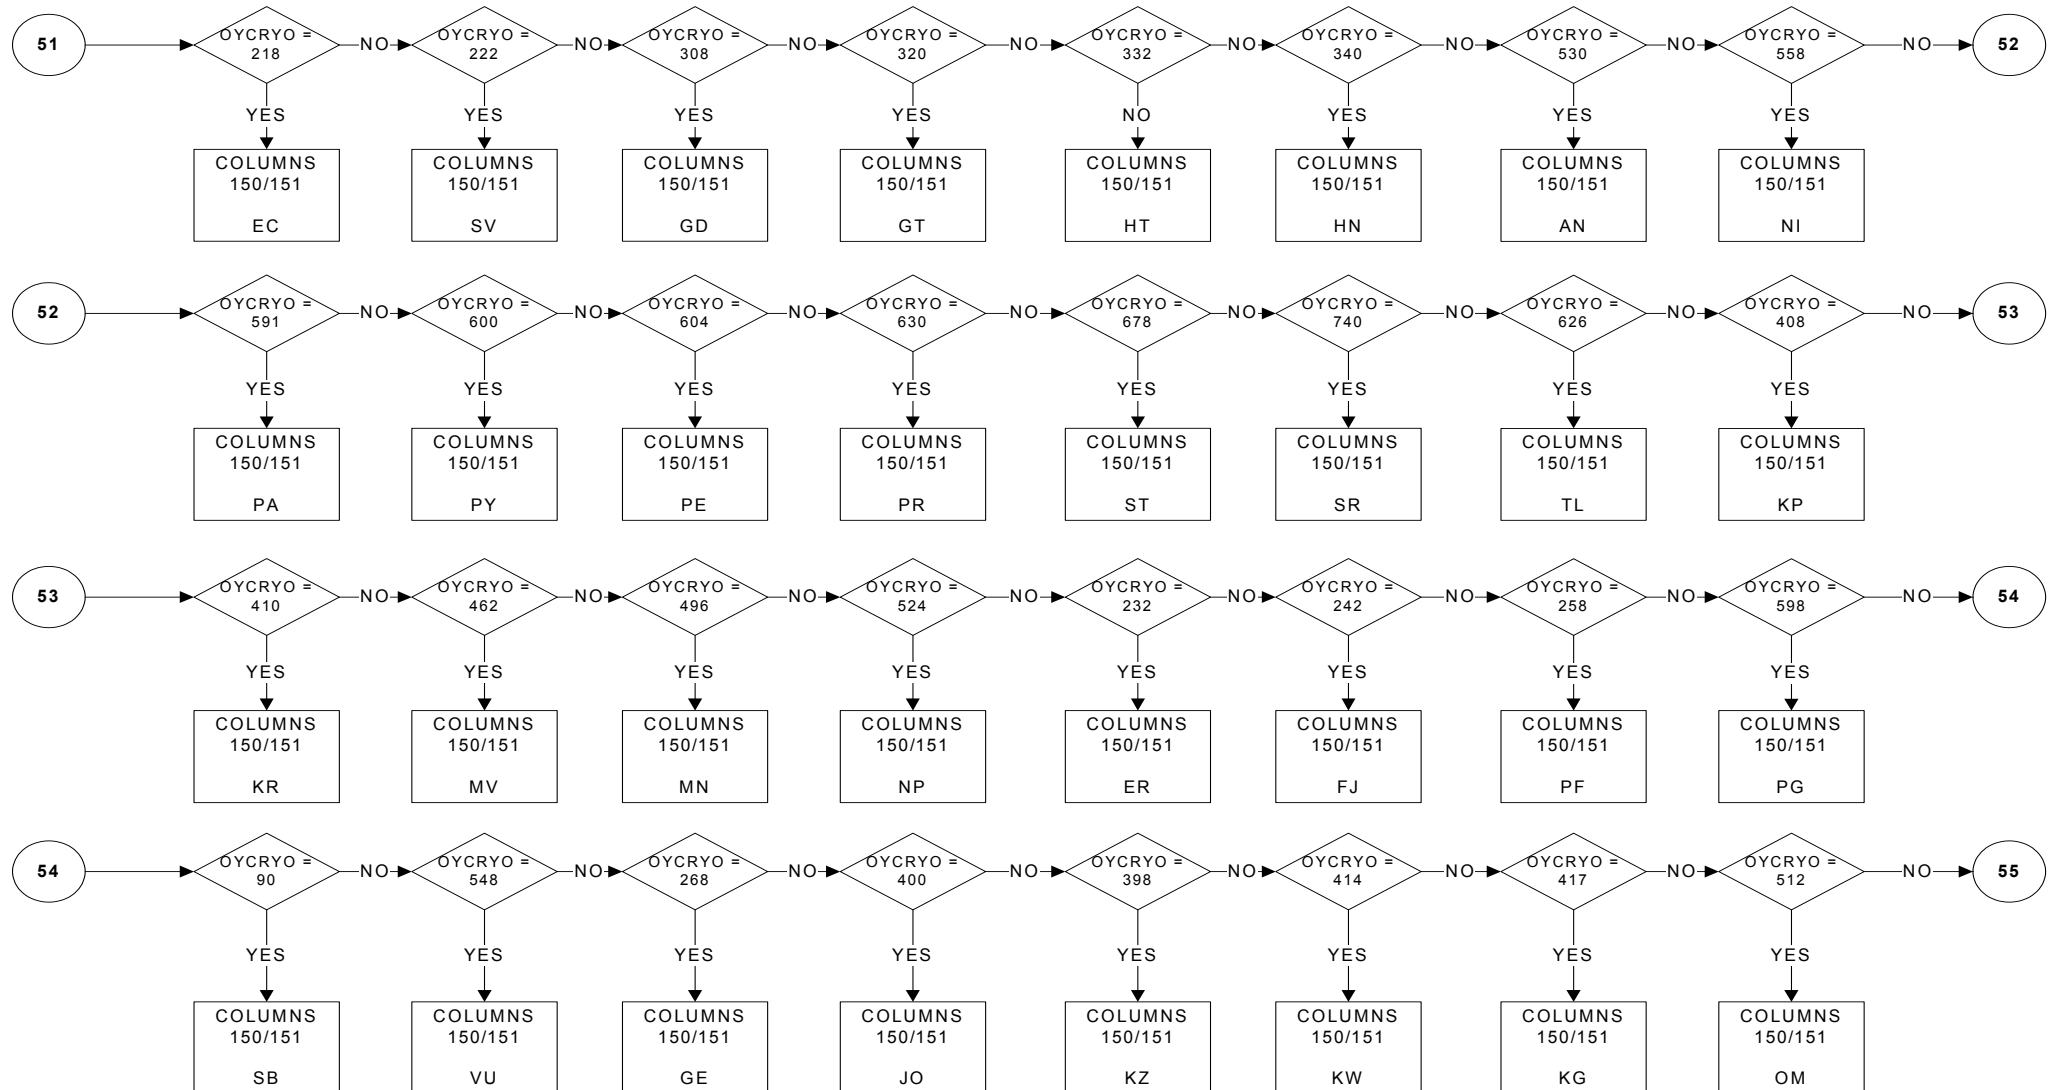 51
OYCRYO =
218
NO
OYCRYO =
222
NO
OYCRYO =
308
NO
OYCRYO =
320
NO
OYCRYO =
332
NO
OYCRYO =
340
NO
OYCRYO =
530
NO
OYCRYO =
558
NO
52
YES
YES
YES
YES
NO
YES
YES
YES
COLUMNS
150/151
EC
COLUMNS
150/151
SV
COLUMNS
150/151
GD
COLUMNS
150/151
GT
COLUMNS
150/151
HT
COLUMNS
150/151
HN
COLUMNS
150/151
AN
COLUMNS
150/151
NI
52
OYCRYO =
591
NO
OYCRYO =
600
NO
OYCRYO =
604
NO
OYCRYO =
630
NO
OYCRYO =
678
NO
OYCRYO =
740
NO
OYCRYO =
626
NO
OYCRYO =
408
NO
53
YES
YES
YES
YES
YES
YES
YES
YES
COLUMNS
150/151
PA
COLUMNS
150/151
PY
COLUMNS
150/151
PE
COLUMNS
150/151
PR
COLUMNS
150/151
ST
COLUMNS
150/151
SR
COLUMNS
150/151
TL
COLUMNS
150/151
KP
53
OYCRYO =
410
NO
OYCRYO =
462
NO
OYCRYO =
496
NO
OYCRYO =
524
NO
OYCRYO =
232
NO
OYCRYO =
242
NO
OYCRYO =
258
NO
OYCRYO =
598
NO
54
YES
YES
YES
YES
YES
YES
YES
YES
COLUMNS
150/151
KR
COLUMNS
150/151
MV
COLUMNS
150/151
MN
COLUMNS
150/151
NP
COLUMNS
150/151
ER
COLUMNS
150/151
FJ
COLUMNS
150/151
PF
COLUMNS
150/151
PG
54
OYCRYO =
90
NO
OYCRYO =
548
NO
OYCRYO =
268
NO
OYCRYO =
400
NO
OYCRYO =
398
NO
OYCRYO =
414
NO
OYCRYO =
417
NO
OYCRYO =
512
NO
55
YES
YES
YES
YES
YES
YES
YES
YES
COLUMNS
150/151
SB
COLUMNS
150/151
VU
COLUMNS
150/151
GE
COLUMNS
150/151
JO
COLUMNS
150/151
KZ
COLUMNS
150/151
KW
COLUMNS
150/151
KG
COLUMNS
150/151
OM